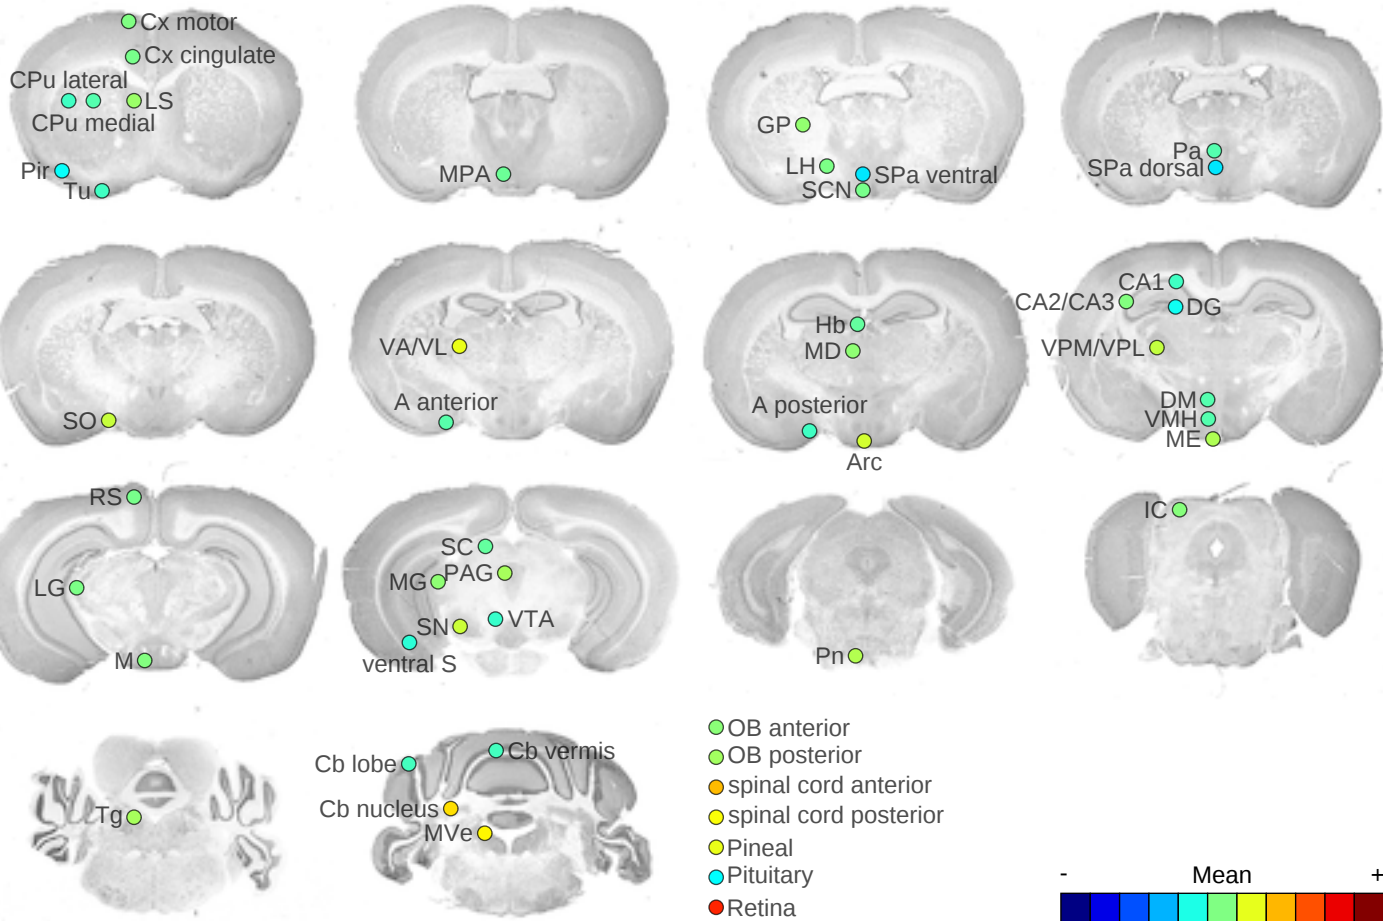 Cx motor
Cx cingulate
CPu lateral
LS
CPu medial
Pir
Tu
MPA
GP
LH
SPa ventral
SCN
Pa
SPa dorsal
SO
VA/VL
A anterior
Hb
MD
A posterior
Arc
CA1
CA2/CA3
DG
VPM/VPL
DM
VMH
ME
RS
LG
M
SC
MG
PAG
SN
VTA
ventral S
Pn
IC
Tg
Cb lobe
Cb vermis
Cb nucleus
MVe
OB anterior
OB posterior
spinal cord anterior
spinal cord posterior
Pineal
Pituitary
Retina
- Mean +